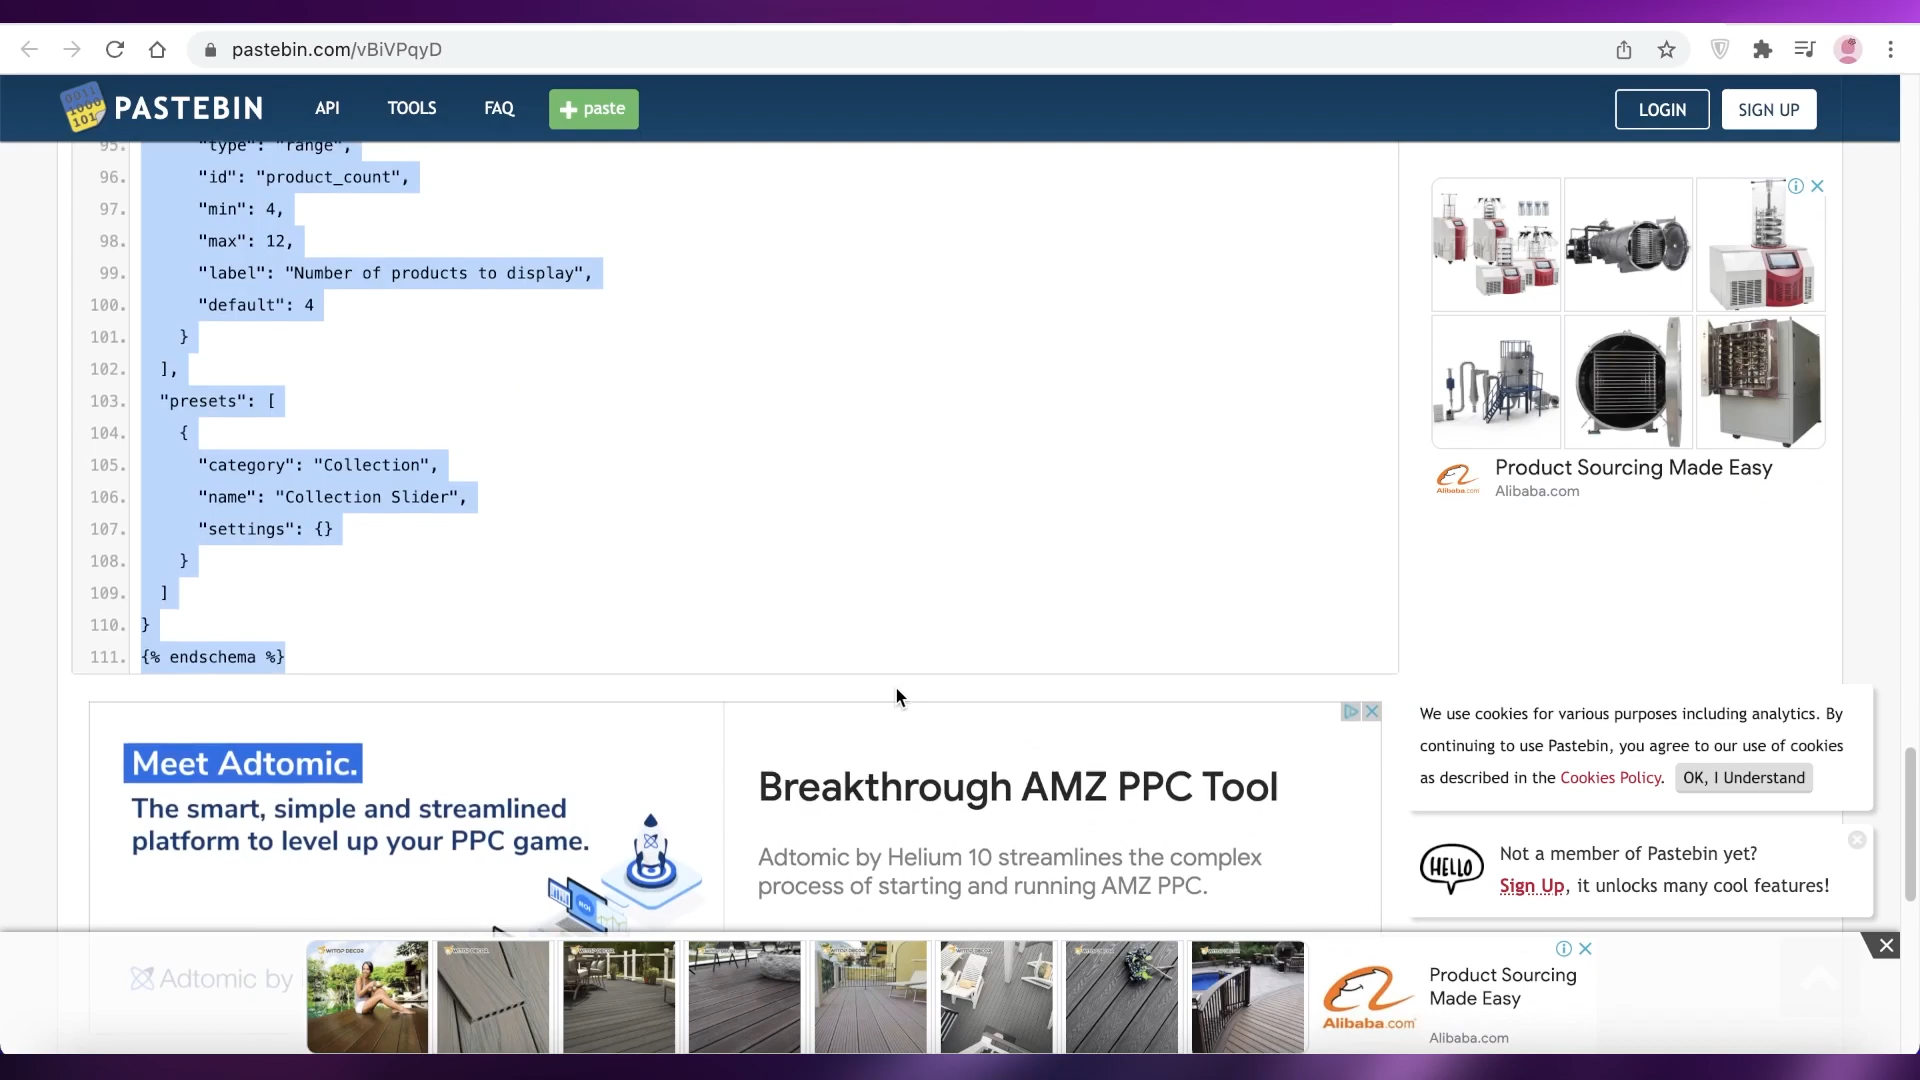 pastebin.com/vBiVPqyD
PASTEBIN
API
TOOLS
FAQ
paste
LOGIN
SIGN UP
95. "type": "range",
96. "id": "product_count",
97. "min": 4,
98. "max": 12,
99. "label": "Number of products to display",
100. "default": 4
101. }
102. ],
103. "presets": [
104. {
105. "category": "Collection",
106. "name": "Collection Slider",
107. "settings": {}
108. }
109. ]
110. }
111. {% endschema %}
Product Sourcing Made Easy
Alibaba.com
Alibaba.com
We use cookies for various purposes including analytics. By
continuing to use Pastebin, you agree to our use of cookies
as described in the Cookies Policy. OK, I Understand
HELLO
Not a member of Pastebin yet?
Sign Up, it unlocks many cool features!
Meet Adtomic.
The smart, simple and streamlined
platform to level up your PPC game.
ROI
Breakthrough AMZ PPC Tool
Adtomic by Helium 10 streamlines the complex
process of starting and running AMZ PPC.
Adtomic by
Product Sourcing
Made Easy
Alibaba.com
Alibaba.com